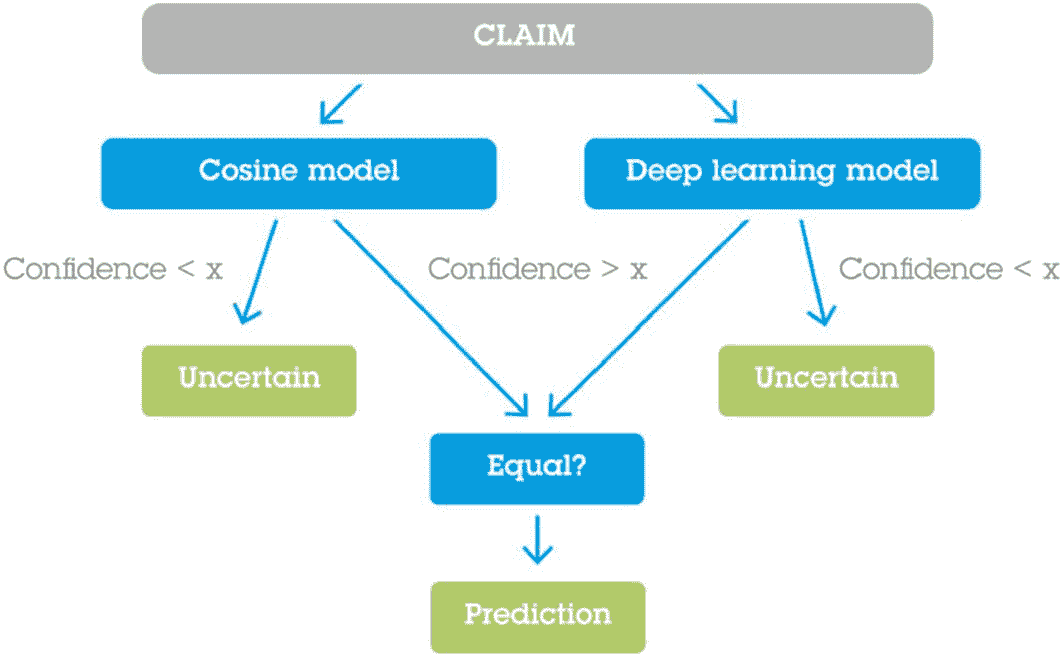 CLAIM
Cosine model
Deep learning model
Confidence < x
Confidence > x
Confidence < x
Uncertain
Uncertain
Equal?
Prediction